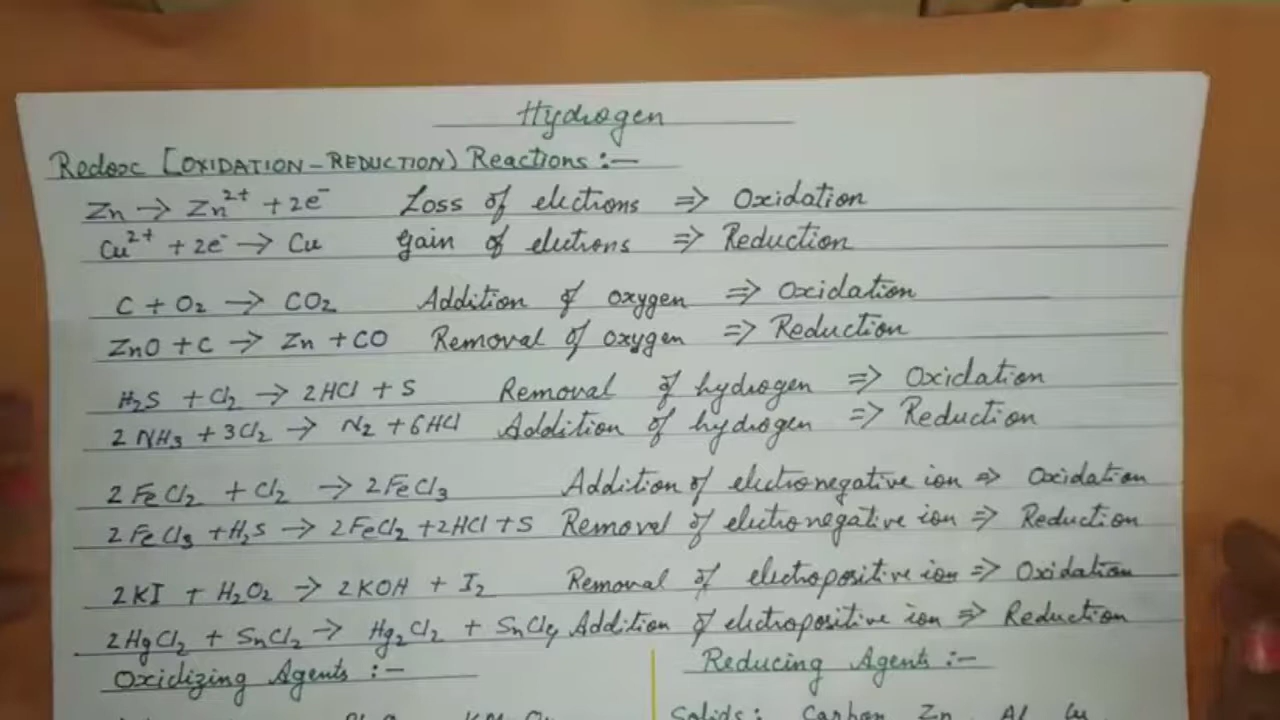 Hydrogen
Redox [OXIDATION-REDUCTION) Reactions :-
Zn → Zn²⁺ + 2e⁻ Loss of elections ⇒ Oxidation
Cu²⁺ + 2e⁻ → Cu gain of elections ⇒ Reduction
C + O₂ → CO₂ Addition of oxygen ⇒ Oxidation
ZnO + C → Zn + CO Removal of oxygen ⇒ Reduction
H₂S + Cl₂ → 2HCl + S Removal of hydrogen ⇒ Oxidation
2NH₃ + 3Cl₂ → N₂ + 6HCl Addition of hydrogen ⇒ Reduction
2FeCl₂ + Cl₂ → 2FeCl₃ Addition of electronegative ion ⇒ Oxidation
2FeCl₃ + H₂S → 2FeCl₂ + 2HCl + S Removal of electronegative ion ⇒ Reduction
2KI + H₂O₂ → 2KOH + I₂ Removal of electropositive ion ⇒ Oxidation
2HgCl₂ + SnCl₂ → Hg₂Cl₂ + SnCl₄ Addition of electropositive ion ⇒ Reduction
Oxidizing Agents :-
Reducing Agents :-
Solids : Carbon Zn Al Cu